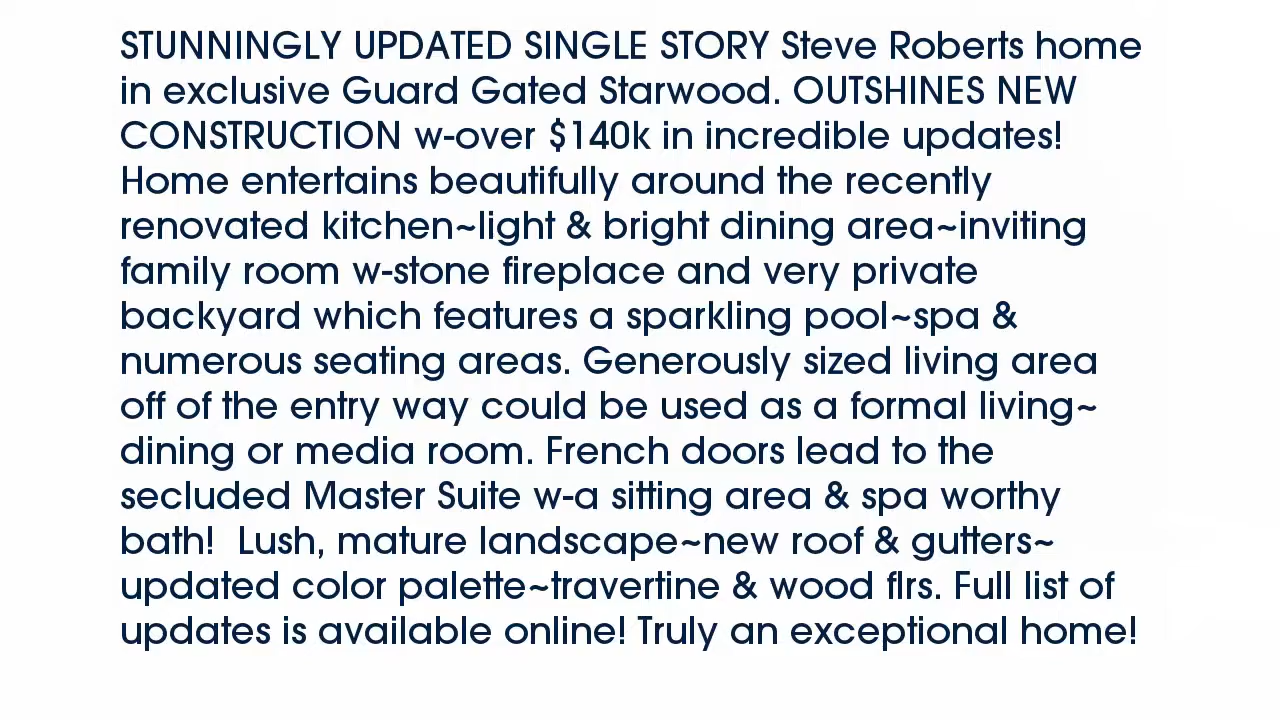 STUNNINGLY UPDATED SINGLE STORY Steve Roberts home
in exclusive Guard Gated Starwood. OUTSHINES NEW
CONSTRUCTION w-over $140k in incredible updates!
Home entertains beautifully around the recently
renovated kitchen~light & bright dining area~inviting
family room w-stone fireplace and very private
backyard which features a sparkling pool~spa &
numerous seating areas. Generously sized living area
off of the entry way could be used as a formal living~
dining or media room. French doors lead to the
secluded Master Suite w-a sitting area & spa worthy
bath!  Lush, mature landscape~new roof & gutters~
updated color palette~travertine & wood flrs. Full list of
updates is available online! Truly an exceptional home!